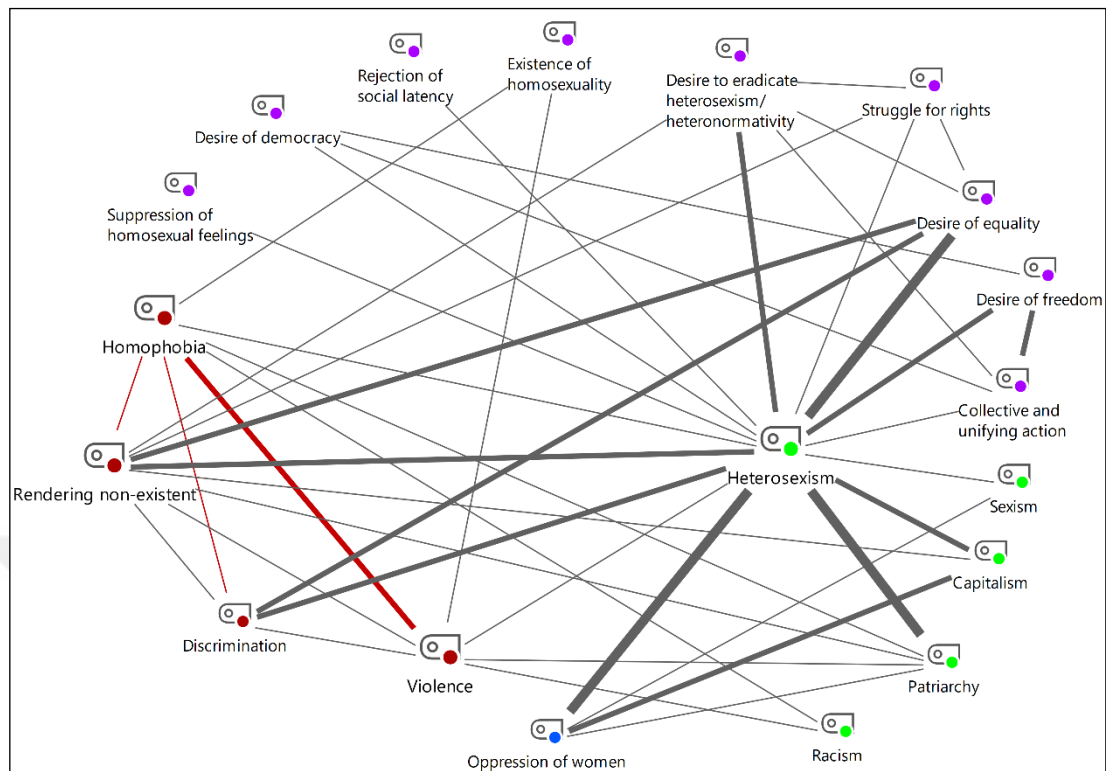 Existence of
homosexuality
Rejection of
social latency
Desire to eradicate
heterosexism/
heteronormativity
Struggle for rights
Desire of democracy
Suppression of
homosexual feelings
Desire of equality
Desire of freedom
Homophobia
Collective and
unifying action
Rendering non-existent
Heterosexism
Sexism
Capitalism
Discrimination
Violence
Patriarchy
Oppression of women
Racism